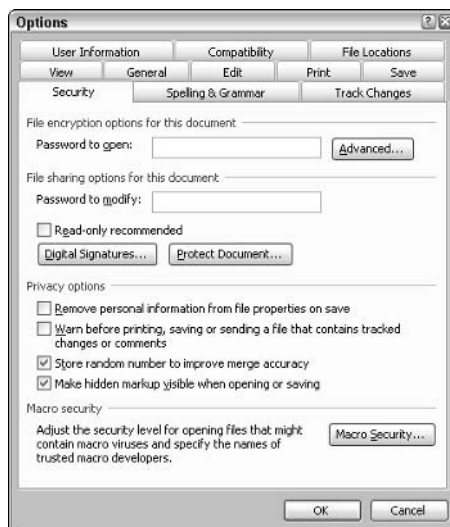 Options
User Information Compatibility File Locations
View General Edit Print Save
Security Spelling & Grammar Track Changes
File encryption options for this document
Password to open: Advanced...
File sharing options for this document
Password to modify:
Read-only recommended
Digital Signatures... Protect Document...
Privacy options
Remove personal information from file properties on save
Warn before printing, saving or sending a file that contains tracked
changes or comments
Store random number to improve merge accuracy
Make hidden markup visible when opening or saving
Macro security
Adjust the security level for opening files that might
contain macro viruses and specify the names of
trusted macro developers.
Macro Security...
OK Cancel